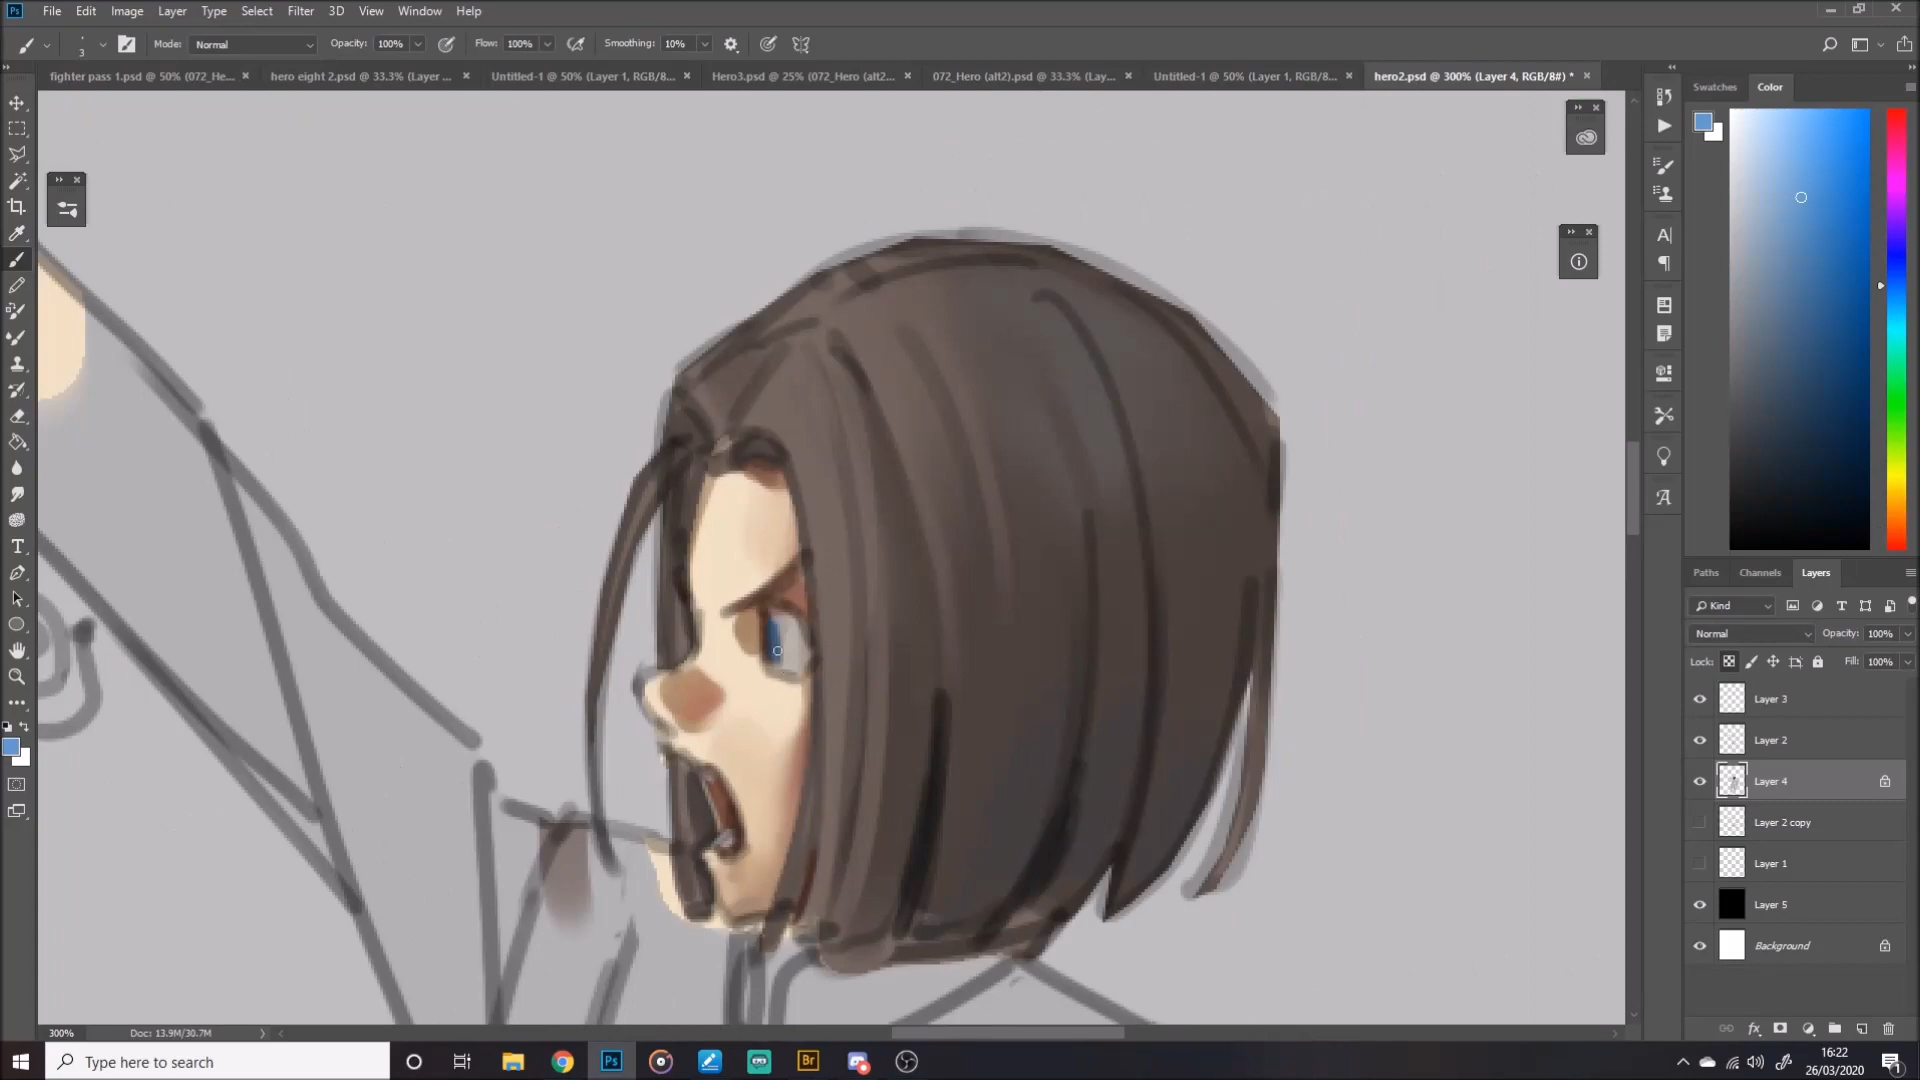 Ps File Edit Image Layer Type Select Filter 3D View Window Help
3 Mode: Normal Opacity: 100% Flow: 100% Smoothing: 10%
fighter pass 1.psd @ 50% (072_He... × hero eight 2.psd @ 33.3% (Layer ... × Untitled-1 @ 50% (Layer 1, RGB/8... × Hero3.psd @ 25% (072_Hero (alt2... × 072_Hero (alt2).psd @ 33.3% (Lay... × Untitled-1 @ 50% (Layer 1, RGB/8... × hero2.psd @ 300% (Layer 4, RGB/8#) * ×
Swatches Color
Paths Channels Layers
Kind
Normal Opacity: 100%
Lock: Fill: 100%
Layer 3
Layer 2
Layer 4
Layer 2 copy
Layer 1
Layer 5
Background
300% Doc: 13.9M/30.7M
Type here to search
Ps Br
16:22
26/03/2020
1